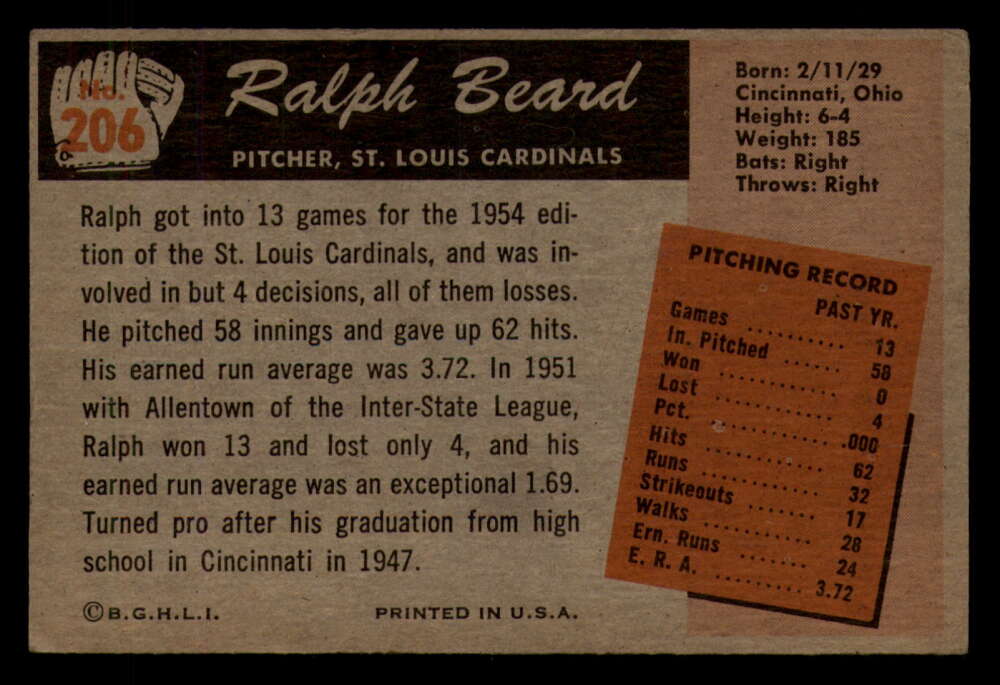 No.
206
Ralph Beard
PITCHER, ST. LOUIS CARDINALS
Born: 2/11/29
Cincinnati, Ohio
Height: 6-4
Weight: 185
Bats: Right
Throws: Right
Ralph got into 13 games for the 1954 edi-
tion of the St. Louis Cardinals, and was in-
volved in but 4 decisions, all of them losses.
He pitched 58 innings and gave up 62 hits.
His earned run average was 3.72. In 1951
with Allentown of the Inter-State League,
Ralph won 13 and lost only 4, and his
earned run average was an exceptional 1.69.
Turned pro after his graduation from high
school in Cincinnati in 1947.
PITCHING RECORD
PAST YR.
Games ......... 13
In. Pitched ...... 58
Won ........... 0
Lost ........... 4
Pct. ........... .000
Hits ........... 62
Runs ........... 32
Strikeouts ....... 17
Walks .......... 28
Ern. Runs ....... 24
E. R. A. ......... 3.72
©B.G.H.L.I.
PRINTED IN U.S.A.